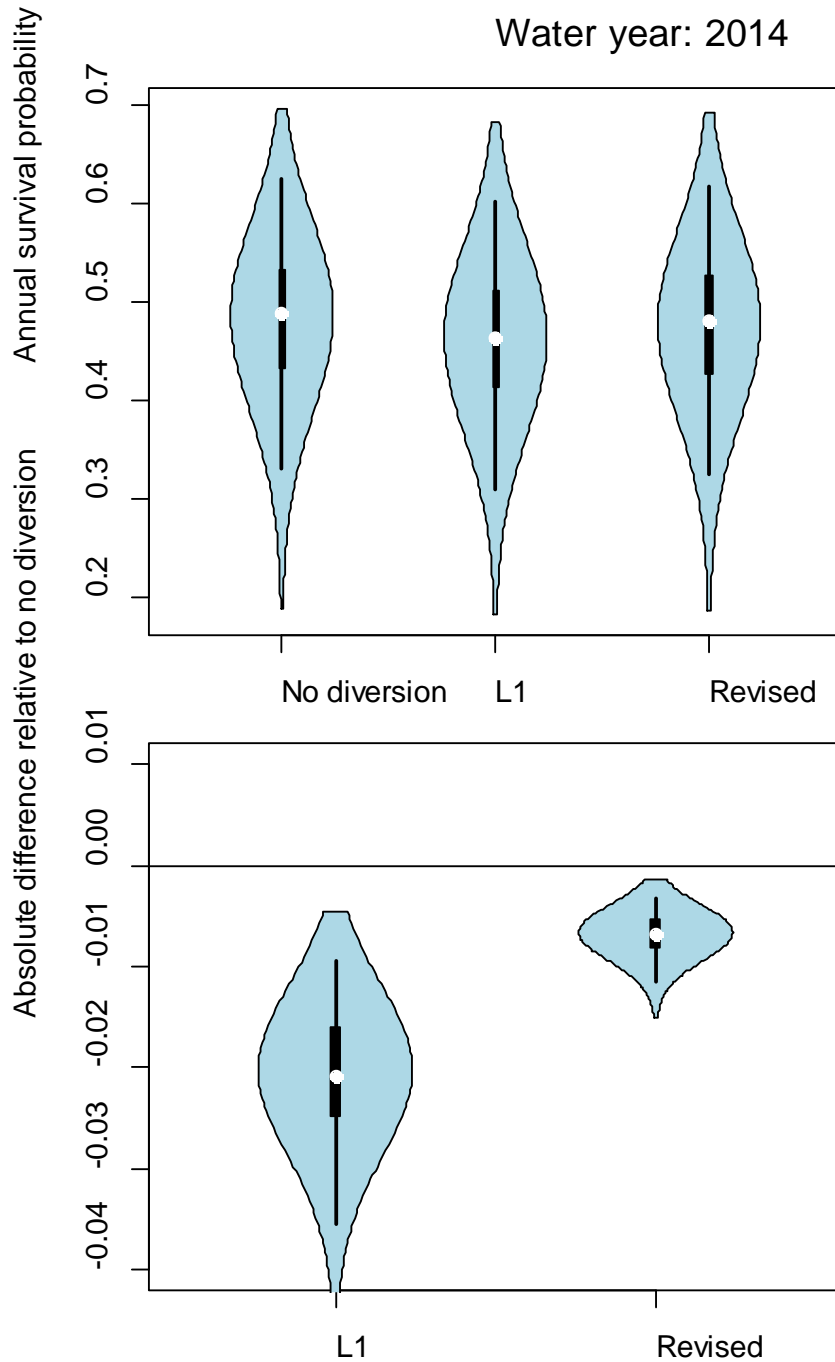 Water year: 2014
Annual survival probability
0.7
0.6
0.5
0.4
0.3
0.2
No diversion L1 Revised
Absolute difference relative to no diversion
0.01
0.00
-0.01
-0.02
-0.03
-0.04
L1 Revised